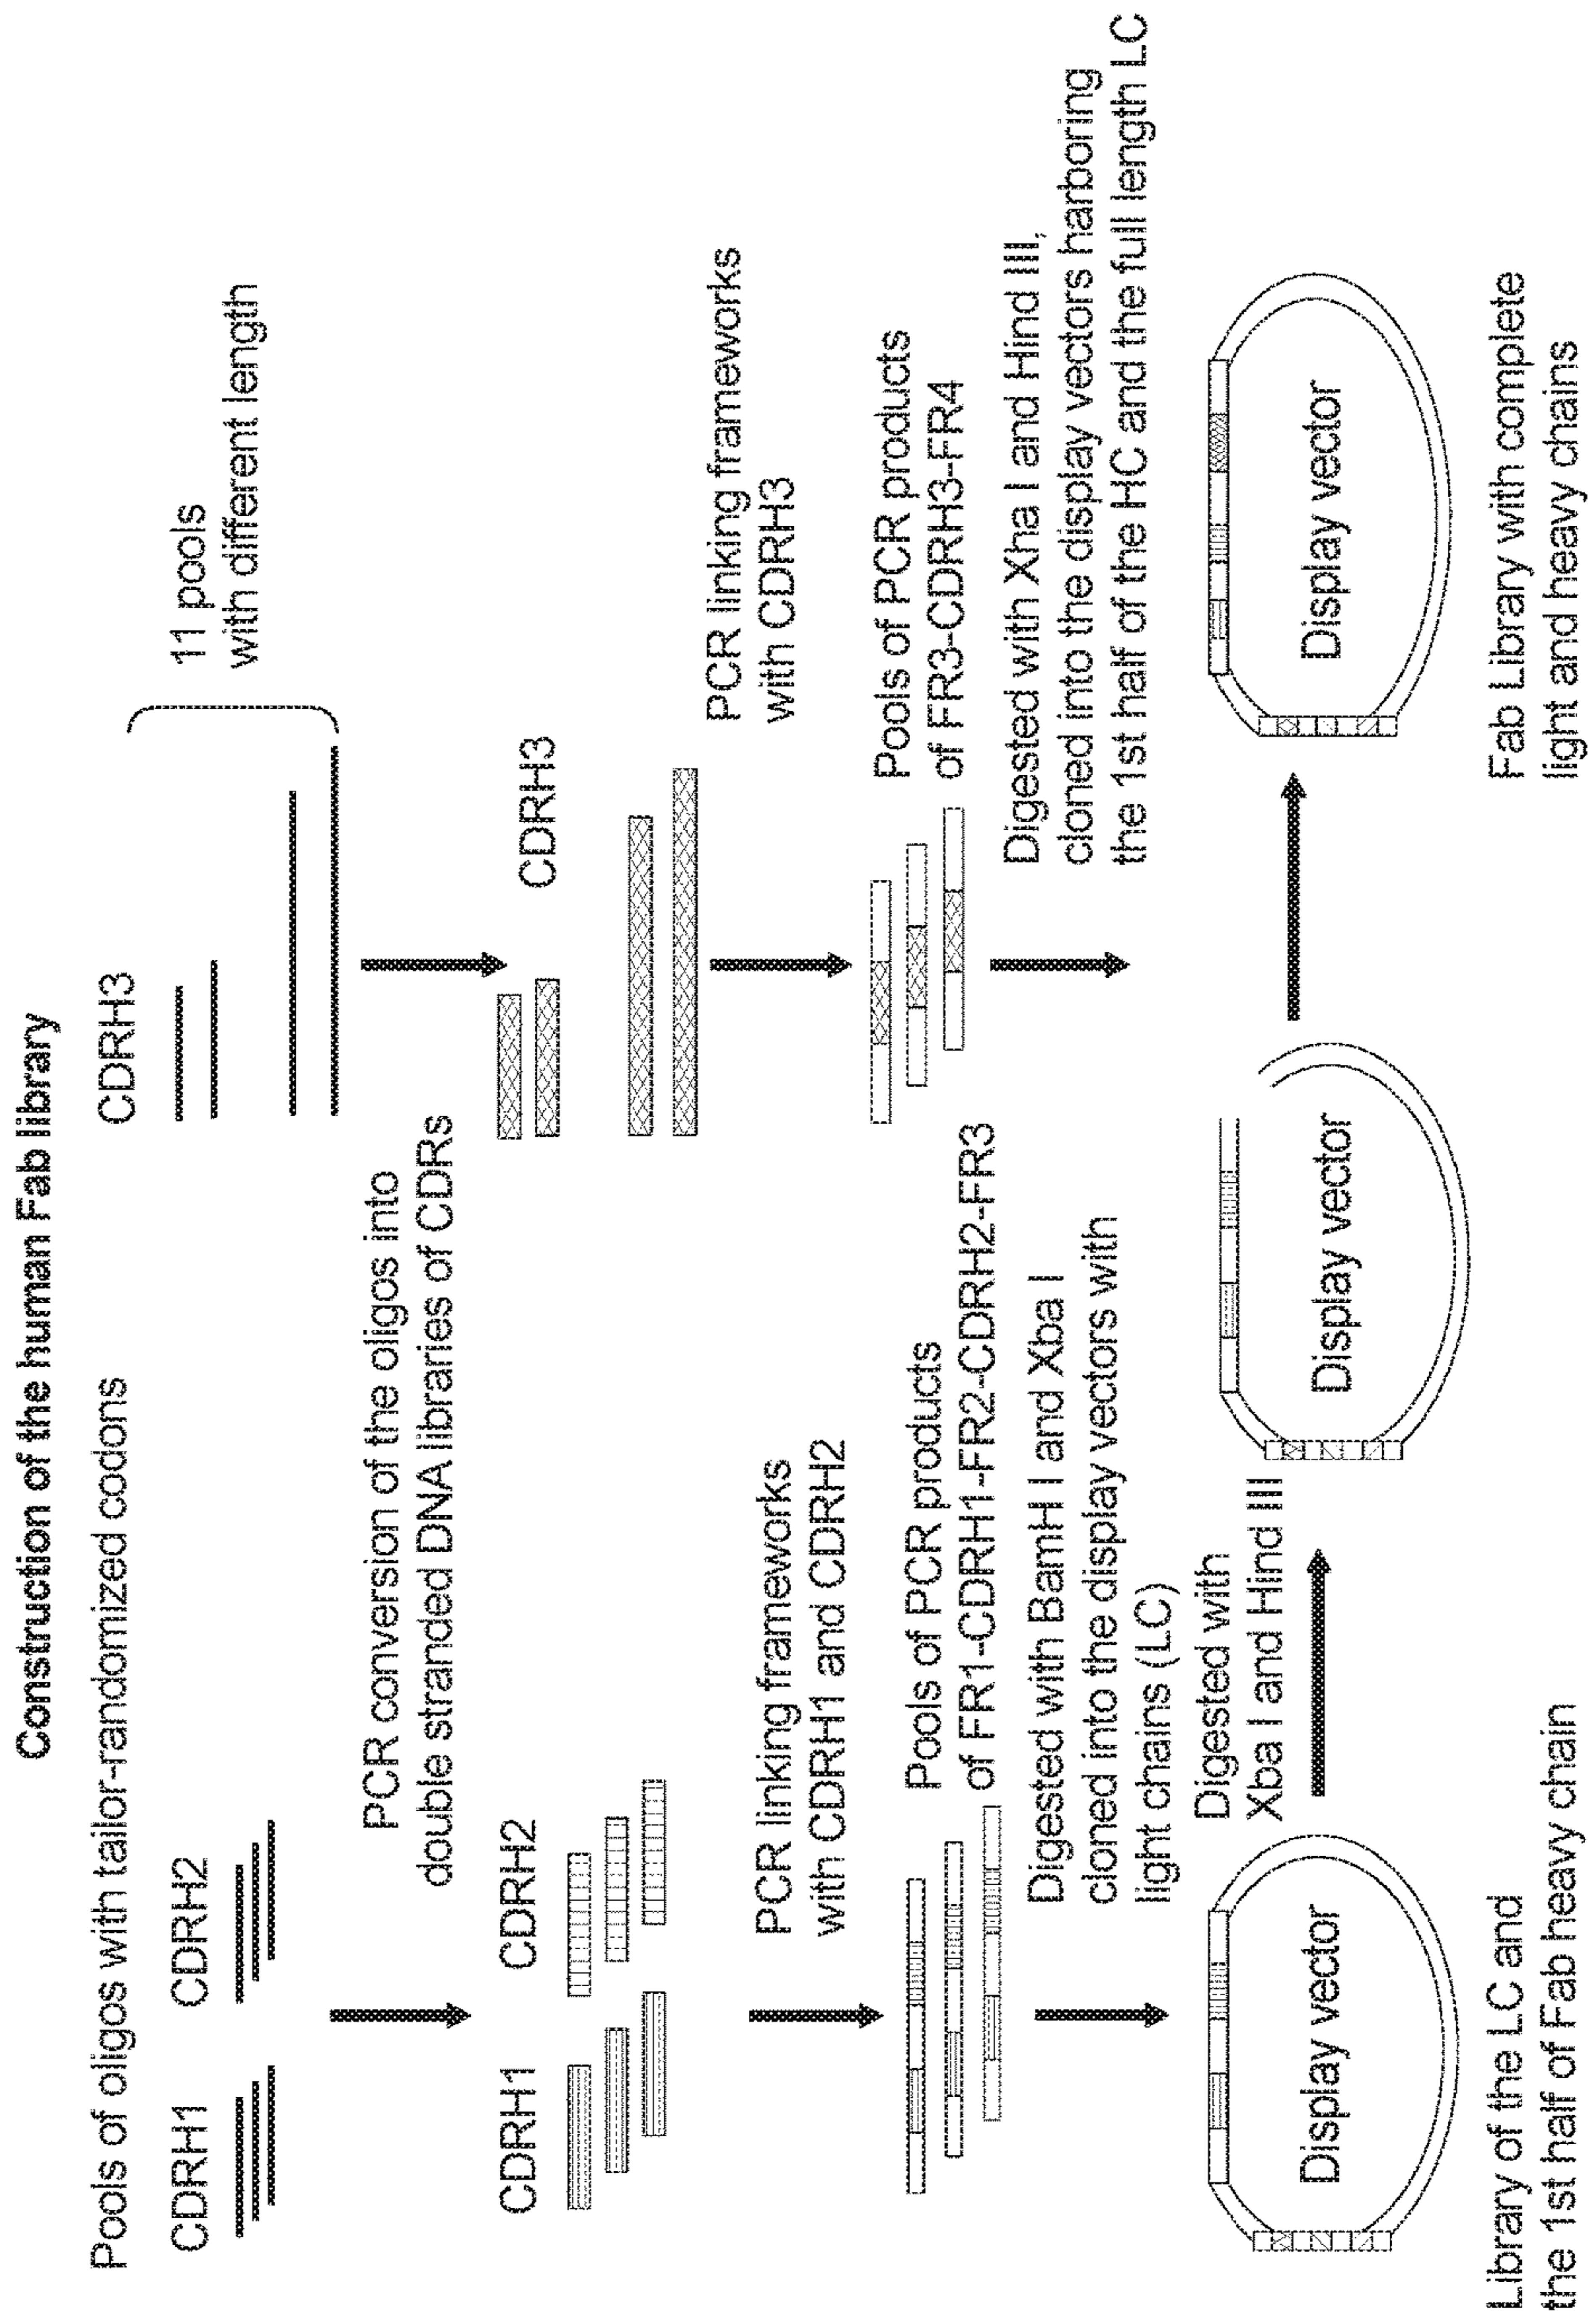 Construction of the human Fab library
Pools of oligos with tailor-randomized codons
CDRH1
CDRH2
CDRH3
11 pools
with different length
PCR conversion of the oligos into
double stranded DNA libraries of CDRs
CDRH1
CDRH2
CDRH3
PCR linking frameworks
with CDRH1 and CDRH2
PCR linking frameworks
with CDRH3
Pools of PCR products
of FR1-CDRH1-FR2-CDRH2-FR3
Pools of PCR products
of FR3-CDRH3-FR4
Digested with BamH I and Xba I
cloned into the display vectors with
light chains (LC)
Digested with Xha I and Hind III,
cloned into the display vectors harboring
the 1st half of the HC and the full length LC
Digested with
Xba I and Hind IIII
Display vector
Display vector
Display vector
Library of the LC and
the 1st half of Fab heavy chain
Fab Library with complete
light and heavy chains